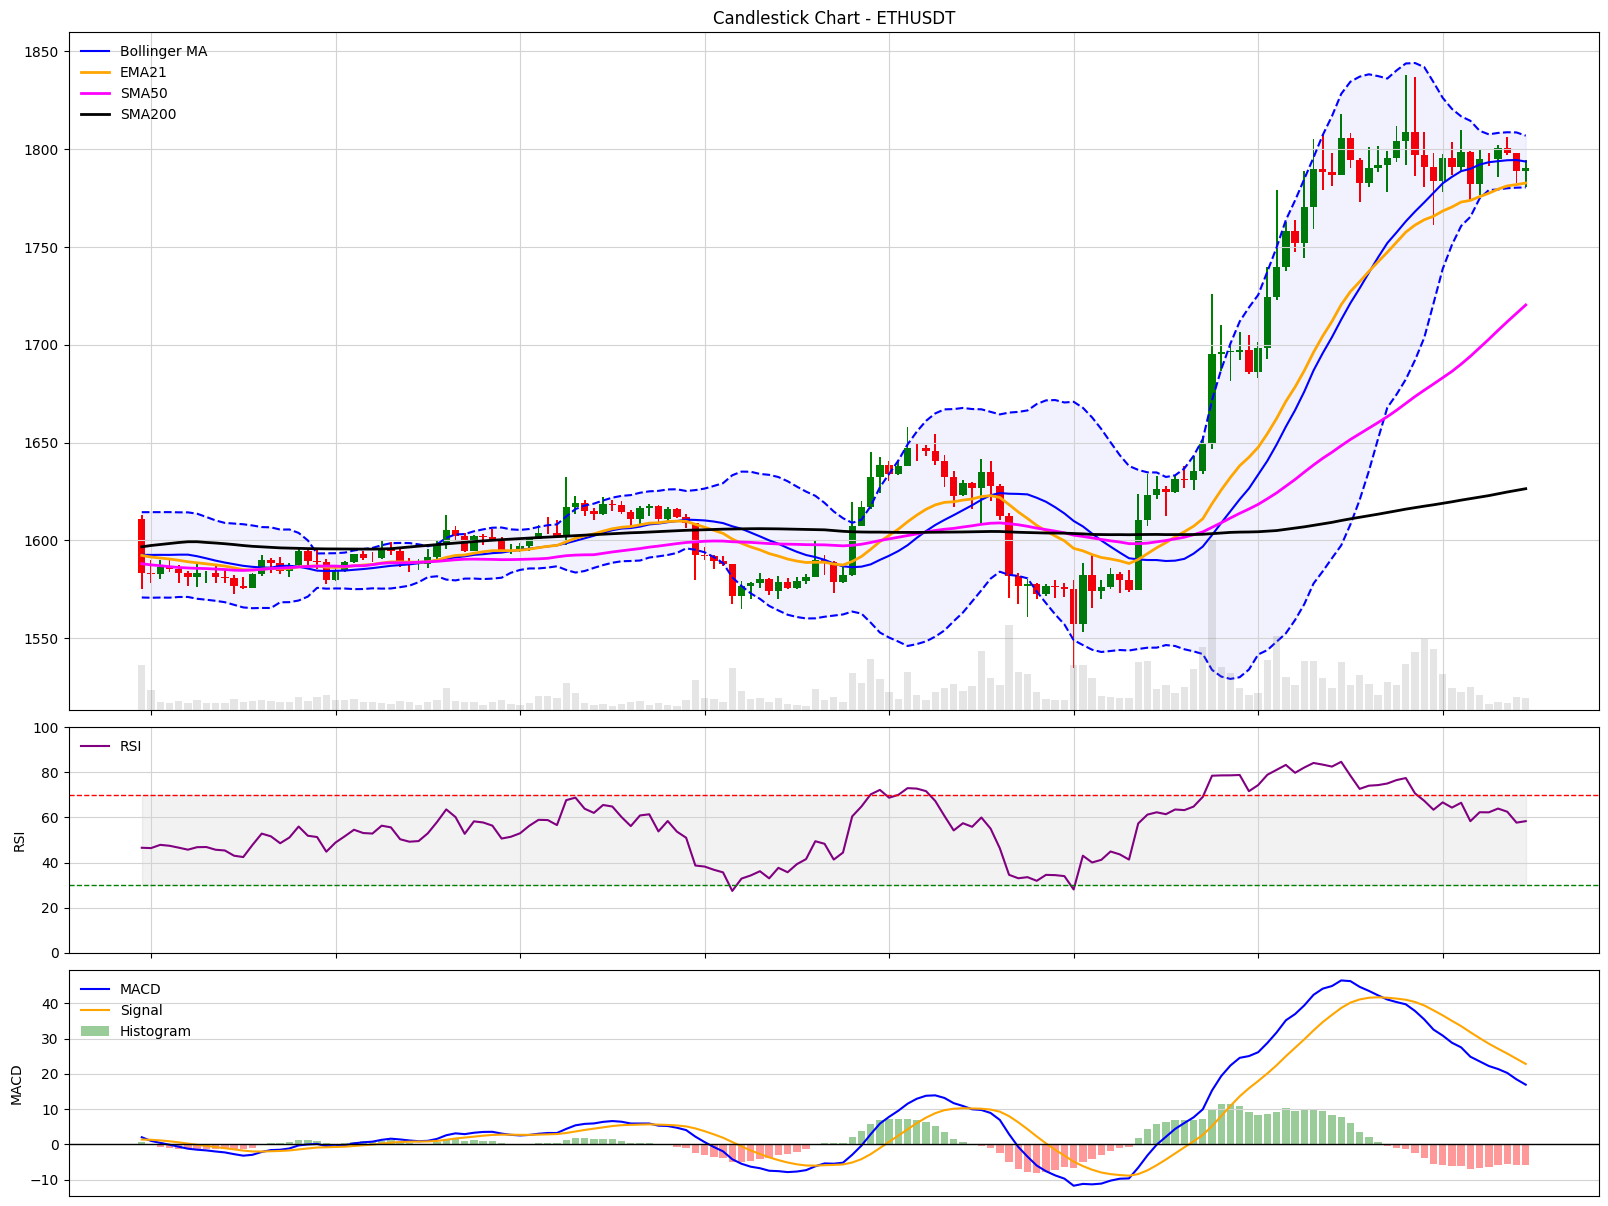 Candlestick Chart - ETHUSDT
Bollinger MA
EMA21
SMA50
SMA200
1850
1800
1750
1700
1650
1600
1550
RSI
100
80
60
40
20
0
RSI
MACD
Signal
Histogram
40
30
20
10
0
−10
MACD